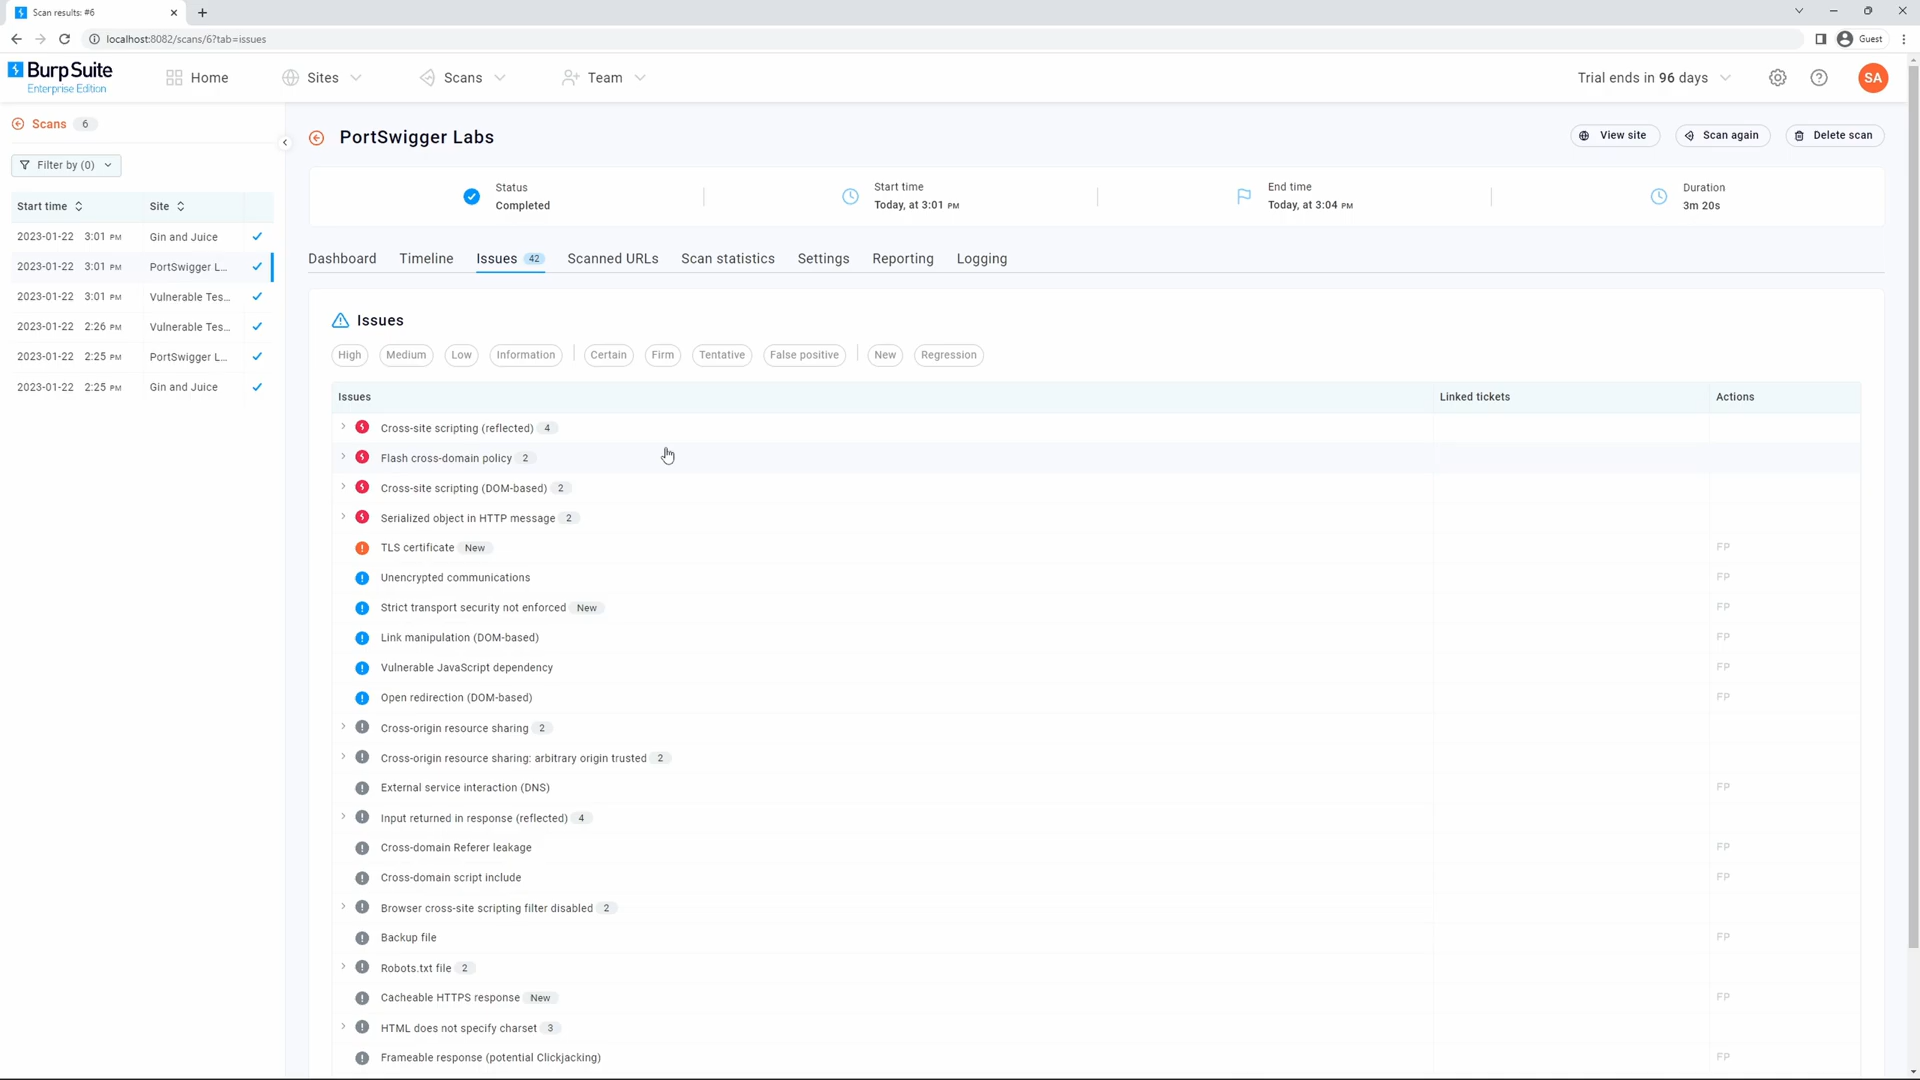 Scan results: #6
localhost:8082/scans/6?tab=issues
Guest
BurpSuite
Enterprise Edition
Home
Sites
Scans
Team
Trial ends in 96 days
SA
Scans 6
Filter by (0)
Start time Site
2023-01-22 3:01 PM Gin and Juice
2023-01-22 3:01 PM PortSwigger L...
2023-01-22 3:01 PM Vulnerable Tes...
2023-01-22 2:26 PM Vulnerable Tes...
2023-01-22 2:25 PM PortSwigger L...
2023-01-22 2:25 PM Gin and Juice
PortSwigger Labs
View site
Scan again
Delete scan
Status
Completed
Start time
Today, at 3:01 PM
End time
Today, at 3:04 PM
Duration
3m 20s
Dashboard Timeline Issues 42 Scanned URLs Scan statistics Settings Reporting Logging
Issues
High Medium Low Information Certain Firm Tentative False positive New Regression
Issues Linked tickets Actions
Cross-site scripting (reflected) 4
Flash cross-domain policy 2
Cross-site scripting (DOM-based) 2
Serialized object in HTTP message 2
TLS certificate New FP
Unencrypted communications FP
Strict transport security not enforced New FP
Link manipulation (DOM-based) FP
Vulnerable JavaScript dependency FP
Open redirection (DOM-based) FP
Cross-origin resource sharing 2
Cross-origin resource sharing: arbitrary origin trusted 2
External service interaction (DNS) FP
Input returned in response (reflected) 4
Cross-domain Referer leakage FP
Cross-domain script include FP
Browser cross-site scripting filter disabled 2
Backup file FP
Robots.txt file 2
Cacheable HTTPS response New FP
HTML does not specify charset 3
Frameable response (potential Clickjacking) FP